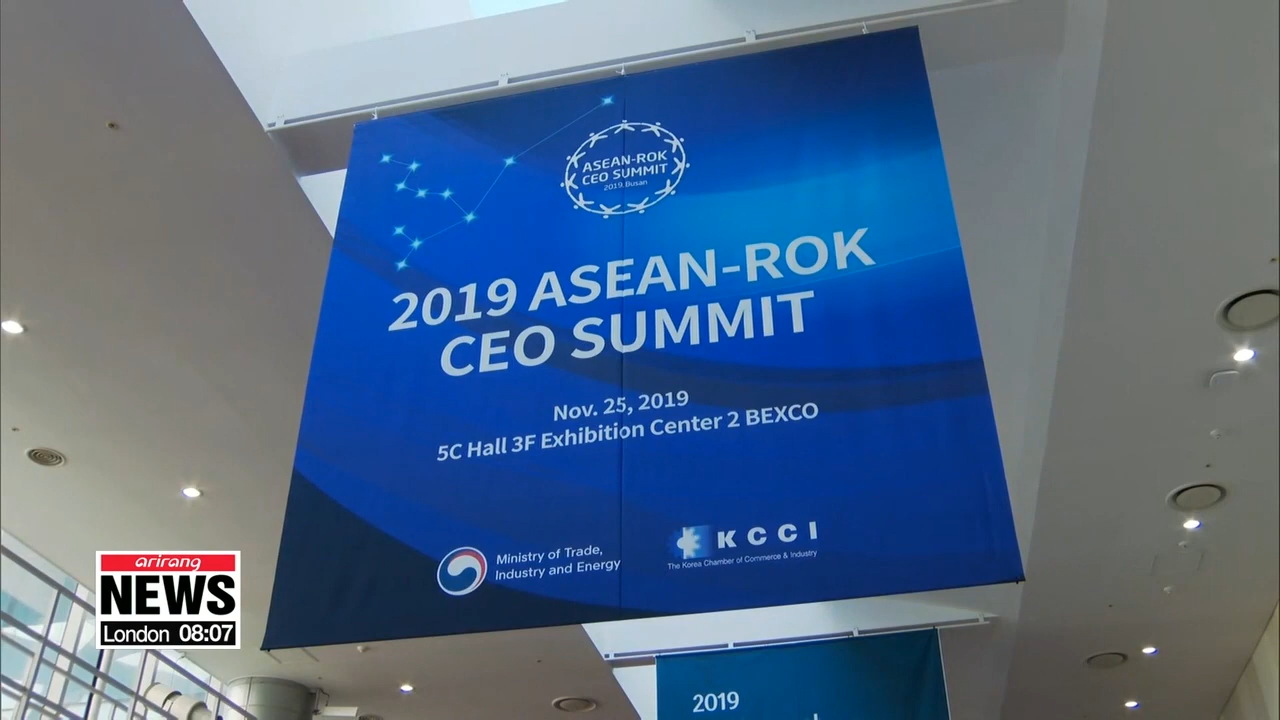 ASEAN-ROK
CEO SUMMIT
2019 Busan
2019 ASEAN-ROK
CEO SUMMIT
Nov. 25, 2019
5C Hall 3F Exhibition Center 2 BEXCO
Ministry of Trade,
Industry and Energy
KCCI
The Korea Chamber of Commerce & Industry
arirang
NEWS
London 08:07
2019